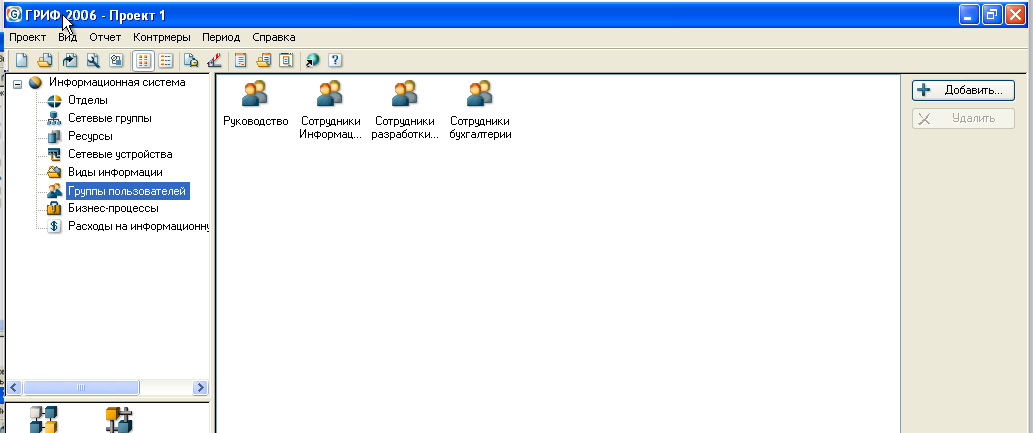 ГРИФ 2006 - Проект 1
Проект Вид Отчет Контрмеры Период Справка
Информационная система
Отделы
Сетевые группы
Ресурсы
Сетевые устройства
Виды информации
Группы пользователей
Бизнес-процессы
Расходы на информационну
Руководство
Сотрудники
Информац...
Сотрудники
разработки...
Сотрудники
бухгалтерии
Добавить...
Удалить